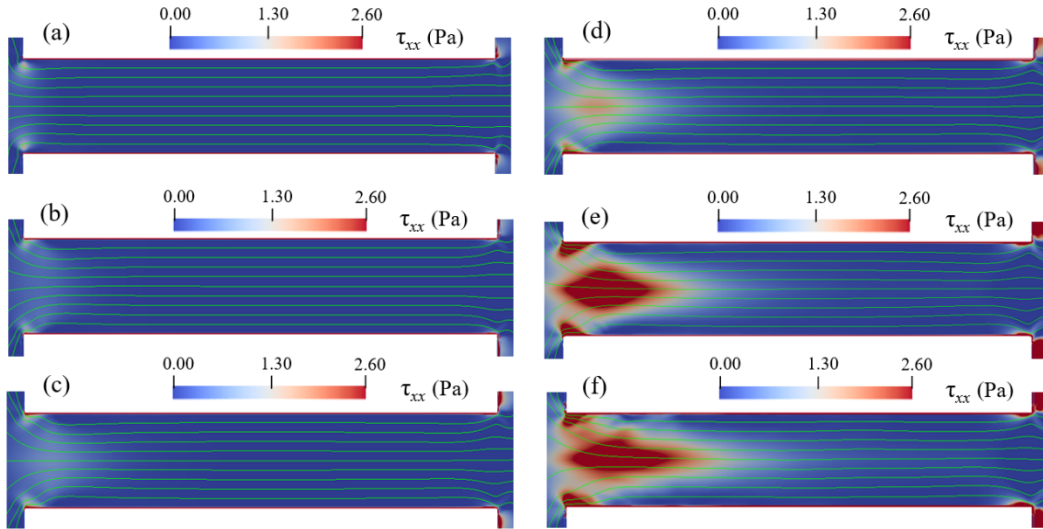 (a) 0.00 1.30 2.60 τxx (Pa)
(b) 0.00 1.30 2.60 τxx (Pa)
(c) 0.00 1.30 2.60 τxx (Pa)
(d) 0.00 1.30 2.60 τxx (Pa)
(e) 0.00 1.30 2.60 τxx (Pa)
(f) 0.00 1.30 2.60 τxx (Pa)